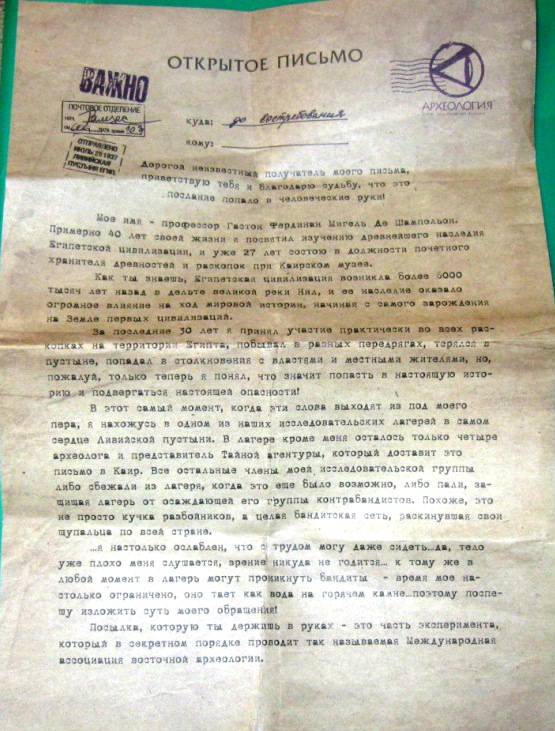 ОТКРЫТОЕ ПИСЬМО
ВАЖНО
АРХЕОЛОГИЯ
ПОЧТОВОЕ ОТДЕЛЕНИЕ
ОТПРАВЛЕНО
ИЮЛЬ 29 1937
ЛИВИЙСКАЯ
ПУСТЫНЯ ЕГИП.
куда: до востребования
кому:
Дорогой неизвестный получатель моего письма,
приветствую тебя и благодарю судьбу, что это
послание попало в человеческие руки!
Мое имя - профессор Гастон Фердинан Мигель Де Шампольон.
Примерно 40 лет своей жизни я посвятил изучению древнейшего наследия
Египетской цивилизации, и уже 27 лет состою в должности почетного
хранителя древностей и раскопок при Каирском музее.
Как ты знаешь, Египетская цивилизация возникла более 6000
тысяч лет назад в дельте великой реки Нил, и ее наследие оказало
огромное влияние на ход мировой истории, начиная с самого зарождения
на Земле первых цивилизаций.
За последние 30 лет я принял участие практически во всех рас-
копках на территории Египта, побывал в разных передрягах, терялся в
пустыне, попадал в столкновения с властями и местными жителями, но,
пожалуй, только теперь я понял, что значит попасть в настоящую исто-
рию и подвергаться настоящей опасности!
В этот самый момент, когда эти слова выходят из под моего
пера, я нахожусь в одном из наших исследовательских лагерей в самом
сердце Ливийской пустыни. В лагере кроме меня осталось только четыре
археолога и представитель Тайной агентуры, который доставит это
письмо в Каир. Все остальные члены моей исследовательской группы
либо сбежали из лагеря, когда это еще было возможно, либо пали, за-
щищая лагерь от осаждающей его группы контрабандистов. Похоже, это
не просто кучка разбойников, а целая бандитская сеть, раскинувшая свои
щупальца по всей стране.
…я настолько ослаблен, что с трудом могу даже сидеть…да, тело
уже плохо меня слушается, зрение никуда не годится… к тому же в
любой момент в лагерь могут проникнуть бандиты - время мое на-
столько ограничено, оно тает как вода на горячем камне…поэтому поспе-
шу изложить суть моего обращения!
Посылка, которую ты держишь в руках - это часть эксперимента,
который в секретном порядке проводит так называемая Международная
ассоциация восточной археологии.